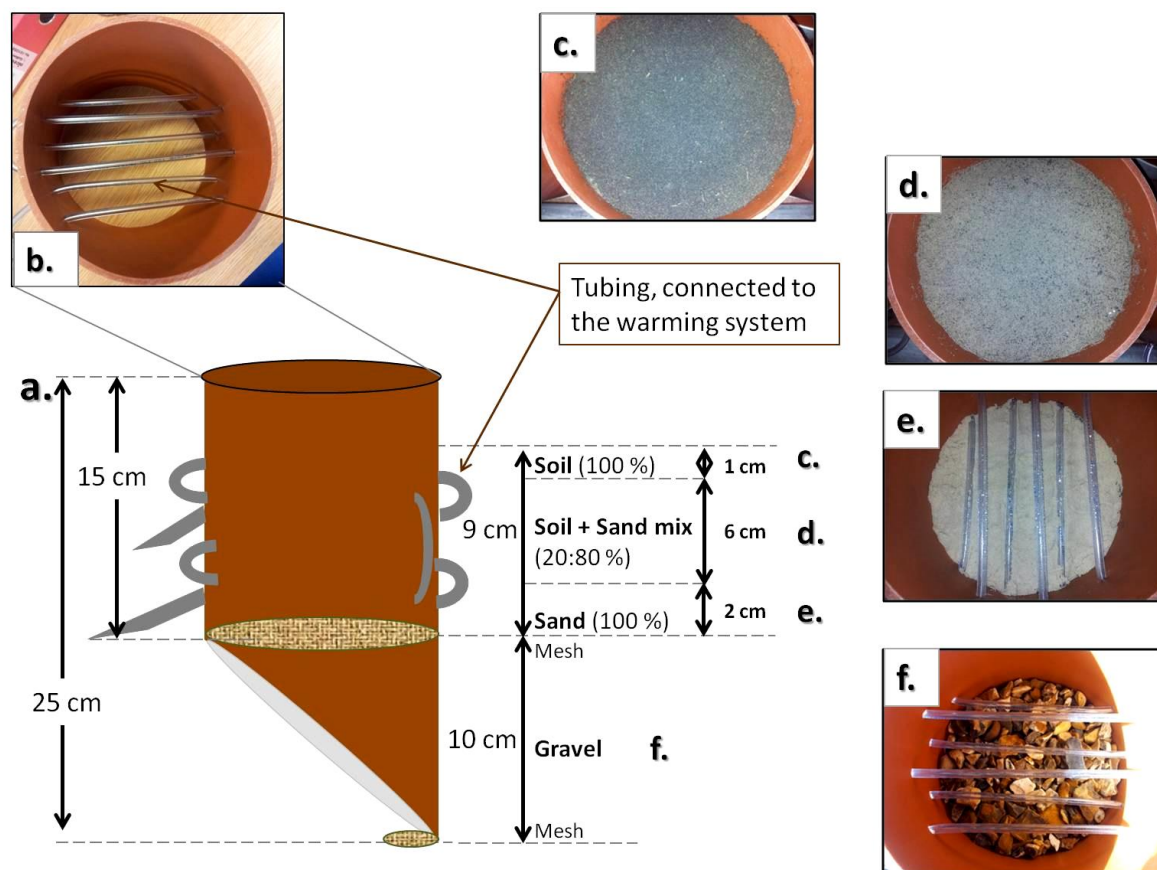 b.
c.
d.
Tubing, connected to
the warming system
a.
15 cm
25 cm
9 cm
Soil (100 %)
1 cm
c.
Soil + Sand mix
(20:80 %)
6 cm
d.
Sand (100 %)
2 cm
e.
Mesh
10 cm
Gravel
f.
Mesh
e.
f.